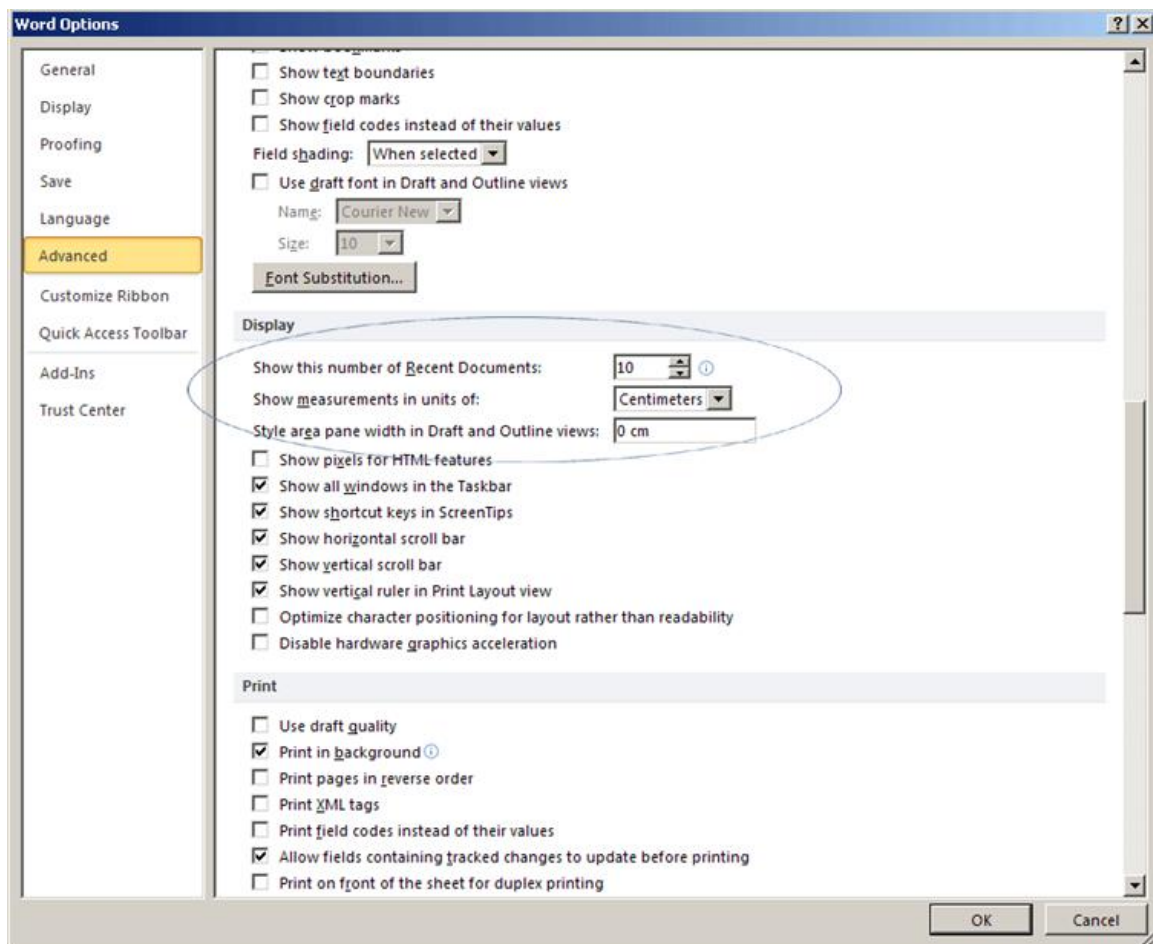 Word Options
General
Display
Proofing
Save
Language
Advanced
Customize Ribbon
Quick Access Toolbar
Add-Ins
Trust Center
Show text boundaries
Show crop marks
Show field codes instead of their values
Field shading: When selected
Use draft font in Draft and Outline views
Name: Courier New
Size: 10
Font Substitution...
Display
Show this number of Recent Documents: 10
Show measurements in units of: Centimeters
Style area pane width in Draft and Outline views: 0 cm
Show pixels for HTML features
Show all windows in the Taskbar
Show shortcut keys in ScreenTips
Show horizontal scroll bar
Show vertical scroll bar
Show vertical ruler in Print Layout view
Optimize character positioning for layout rather than readability
Disable hardware graphics acceleration
Print
Use draft quality
Print in background
Print pages in reverse order
Print XML tags
Print field codes instead of their values
Allow fields containing tracked changes to update before printing
Print on front of the sheet for duplex printing
OK Cancel